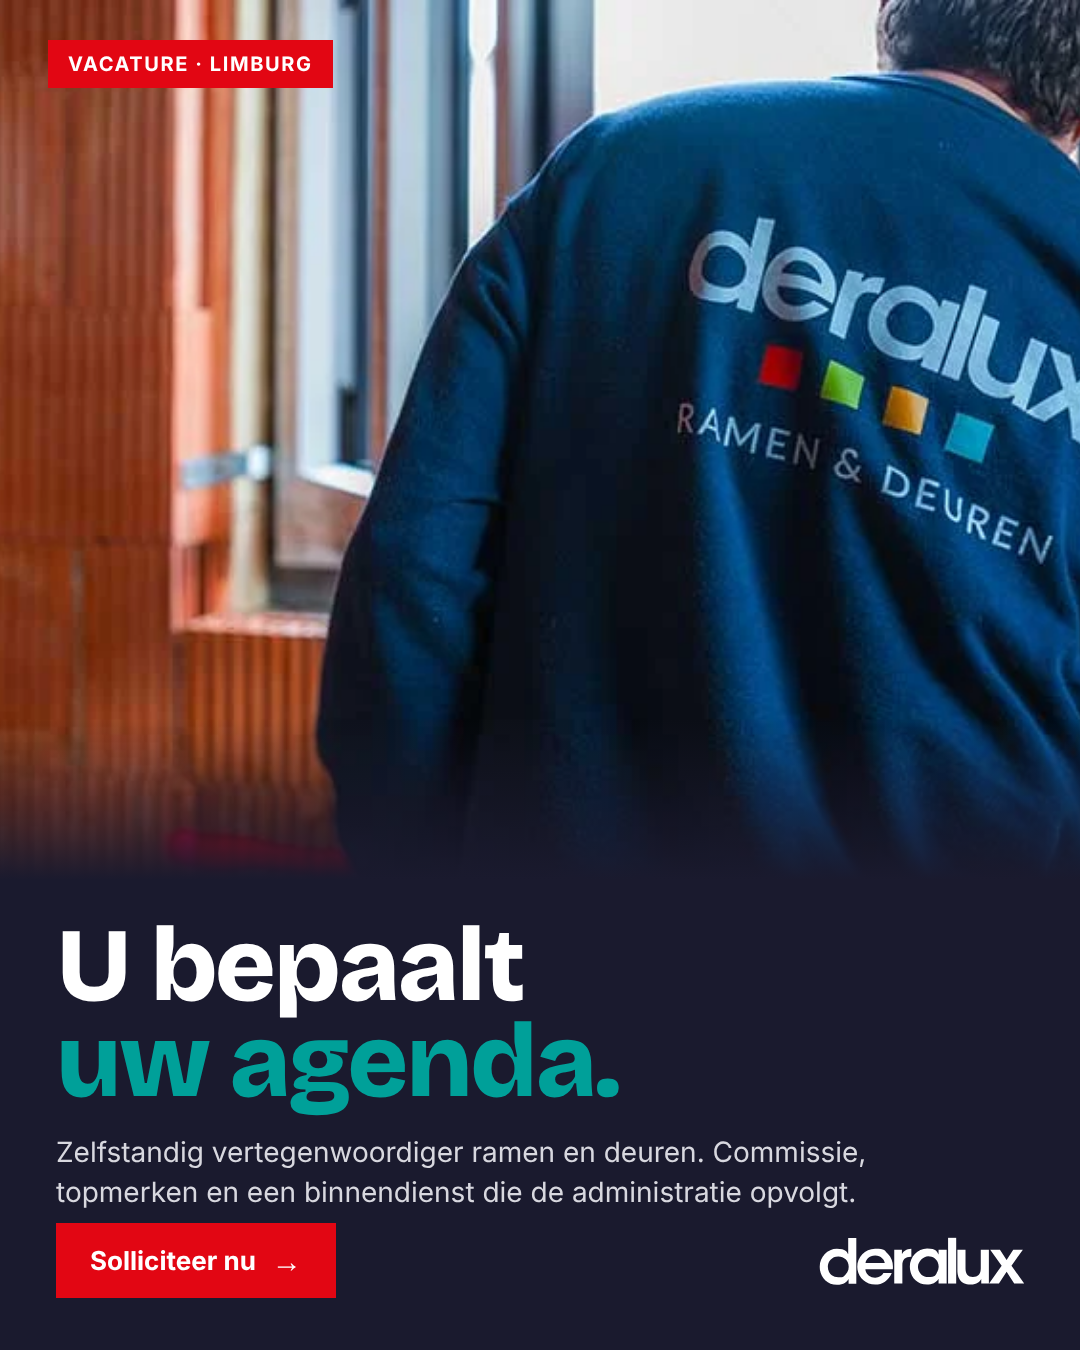 VACATURE · LIMBURG
deralux
RAMEN & DEUREN
U bepaalt
uw agenda.
Zelfstandig vertegenwoordiger ramen en deuren. Commissie,
topmerken en een binnendienst die de administratie opvolgt.
Solliciteer nu →
deralux